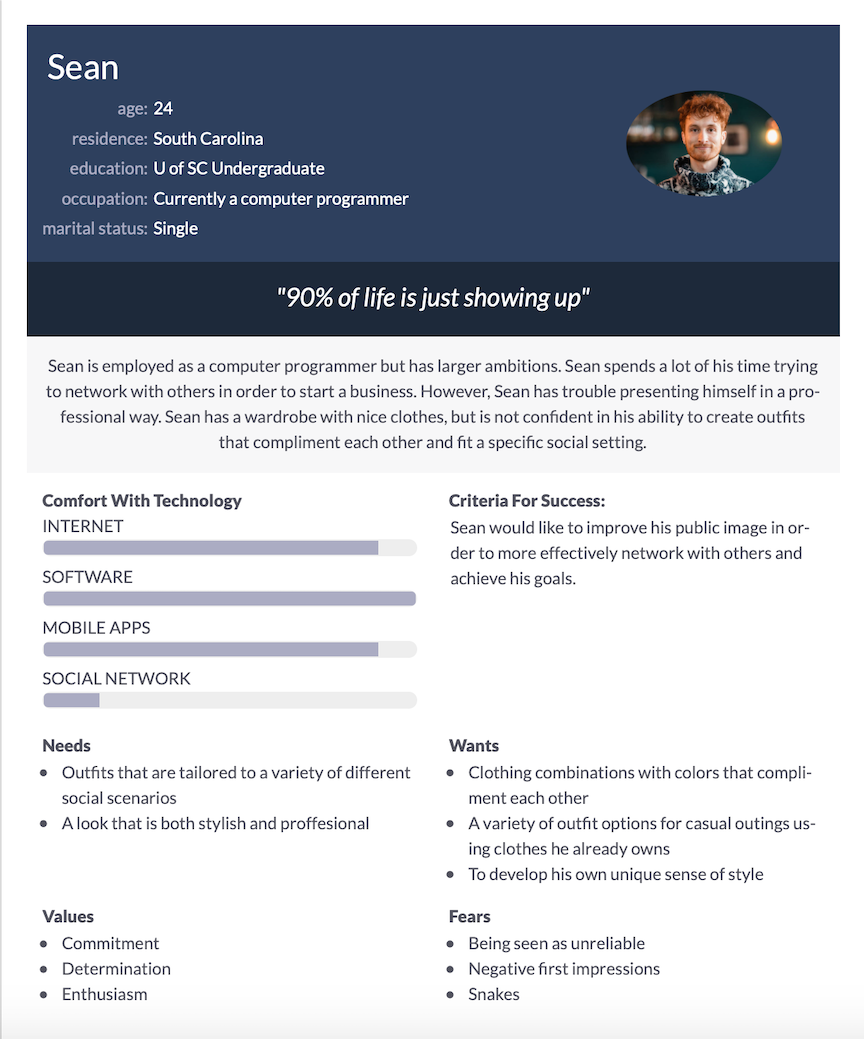 Sean
age: 24
residence: South Carolina
education: U of SC Undergraduate
occupation: Currently a computer programmer
marital status: Single
"90% of life is just showing up"
Sean is employed as a computer programmer but has larger ambitions. Sean spends a lot of his time trying
to network with others in order to start a business. However, Sean has trouble presenting himself in a pro-
fessional way. Sean has a wardrobe with nice clothes, but is not confident in his ability to create outfits
that compliment each other and fit a specific social setting.
Comfort With Technology
INTERNET
SOFTWARE
MOBILE APPS
SOCIAL NETWORK
Criteria For Success:
Sean would like to improve his public image in or-
der to more effectively network with others and
achieve his goals.
Needs
• Outfits that are tailored to a variety of different
social scenarios
• A look that is both stylish and proffesional
Wants
• Clothing combinations with colors that compli-
ment each other
• A variety of outfit options for casual outings us-
ing clothes he already owns
• To develop his own unique sense of style
Values
• Commitment
• Determination
• Enthusiasm
Fears
• Being seen as unreliable
• Negative first impressions
• Snakes